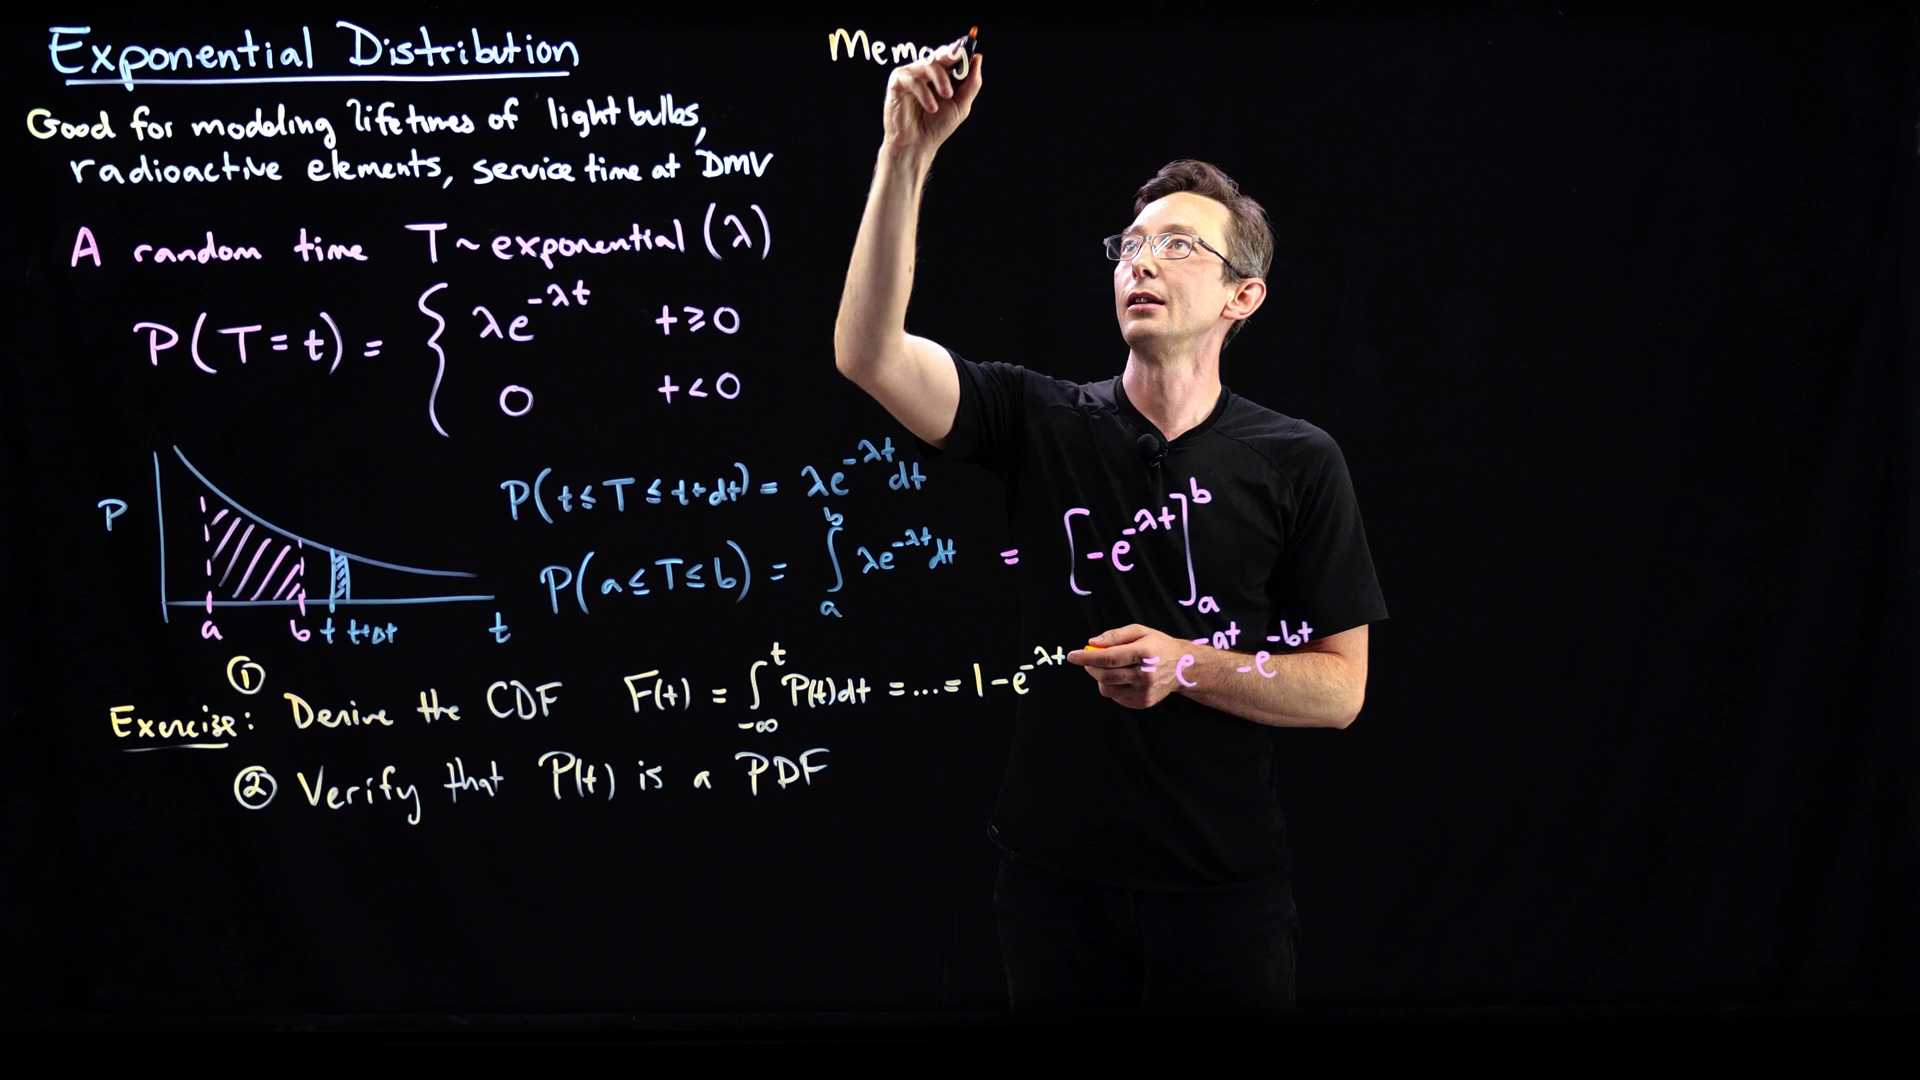 Exponential Distribution
Good for modeling lifetimes of light bulbs,
radioactive elements, service time at DMV
A random time T ~ exponential (λ)
P(T = t) = { λe^{-λt} t ≥ 0
0 t < 0
P
a b t t+Δt t
P(t ≤ T ≤ t+dt) = λe^{-λt} dt
P(a ≤ T ≤ b) = ∫_a^b λe^{-λt} dt = [-e^{-λt}]_a^b
= e^{-at} - e^{-bt}
Exercise: ① Derive the CDF F(t) = ∫_{-∞}^t P(t)dt = ... = 1 - e^{-λt}
② Verify that P(t) is a PDF
Memory